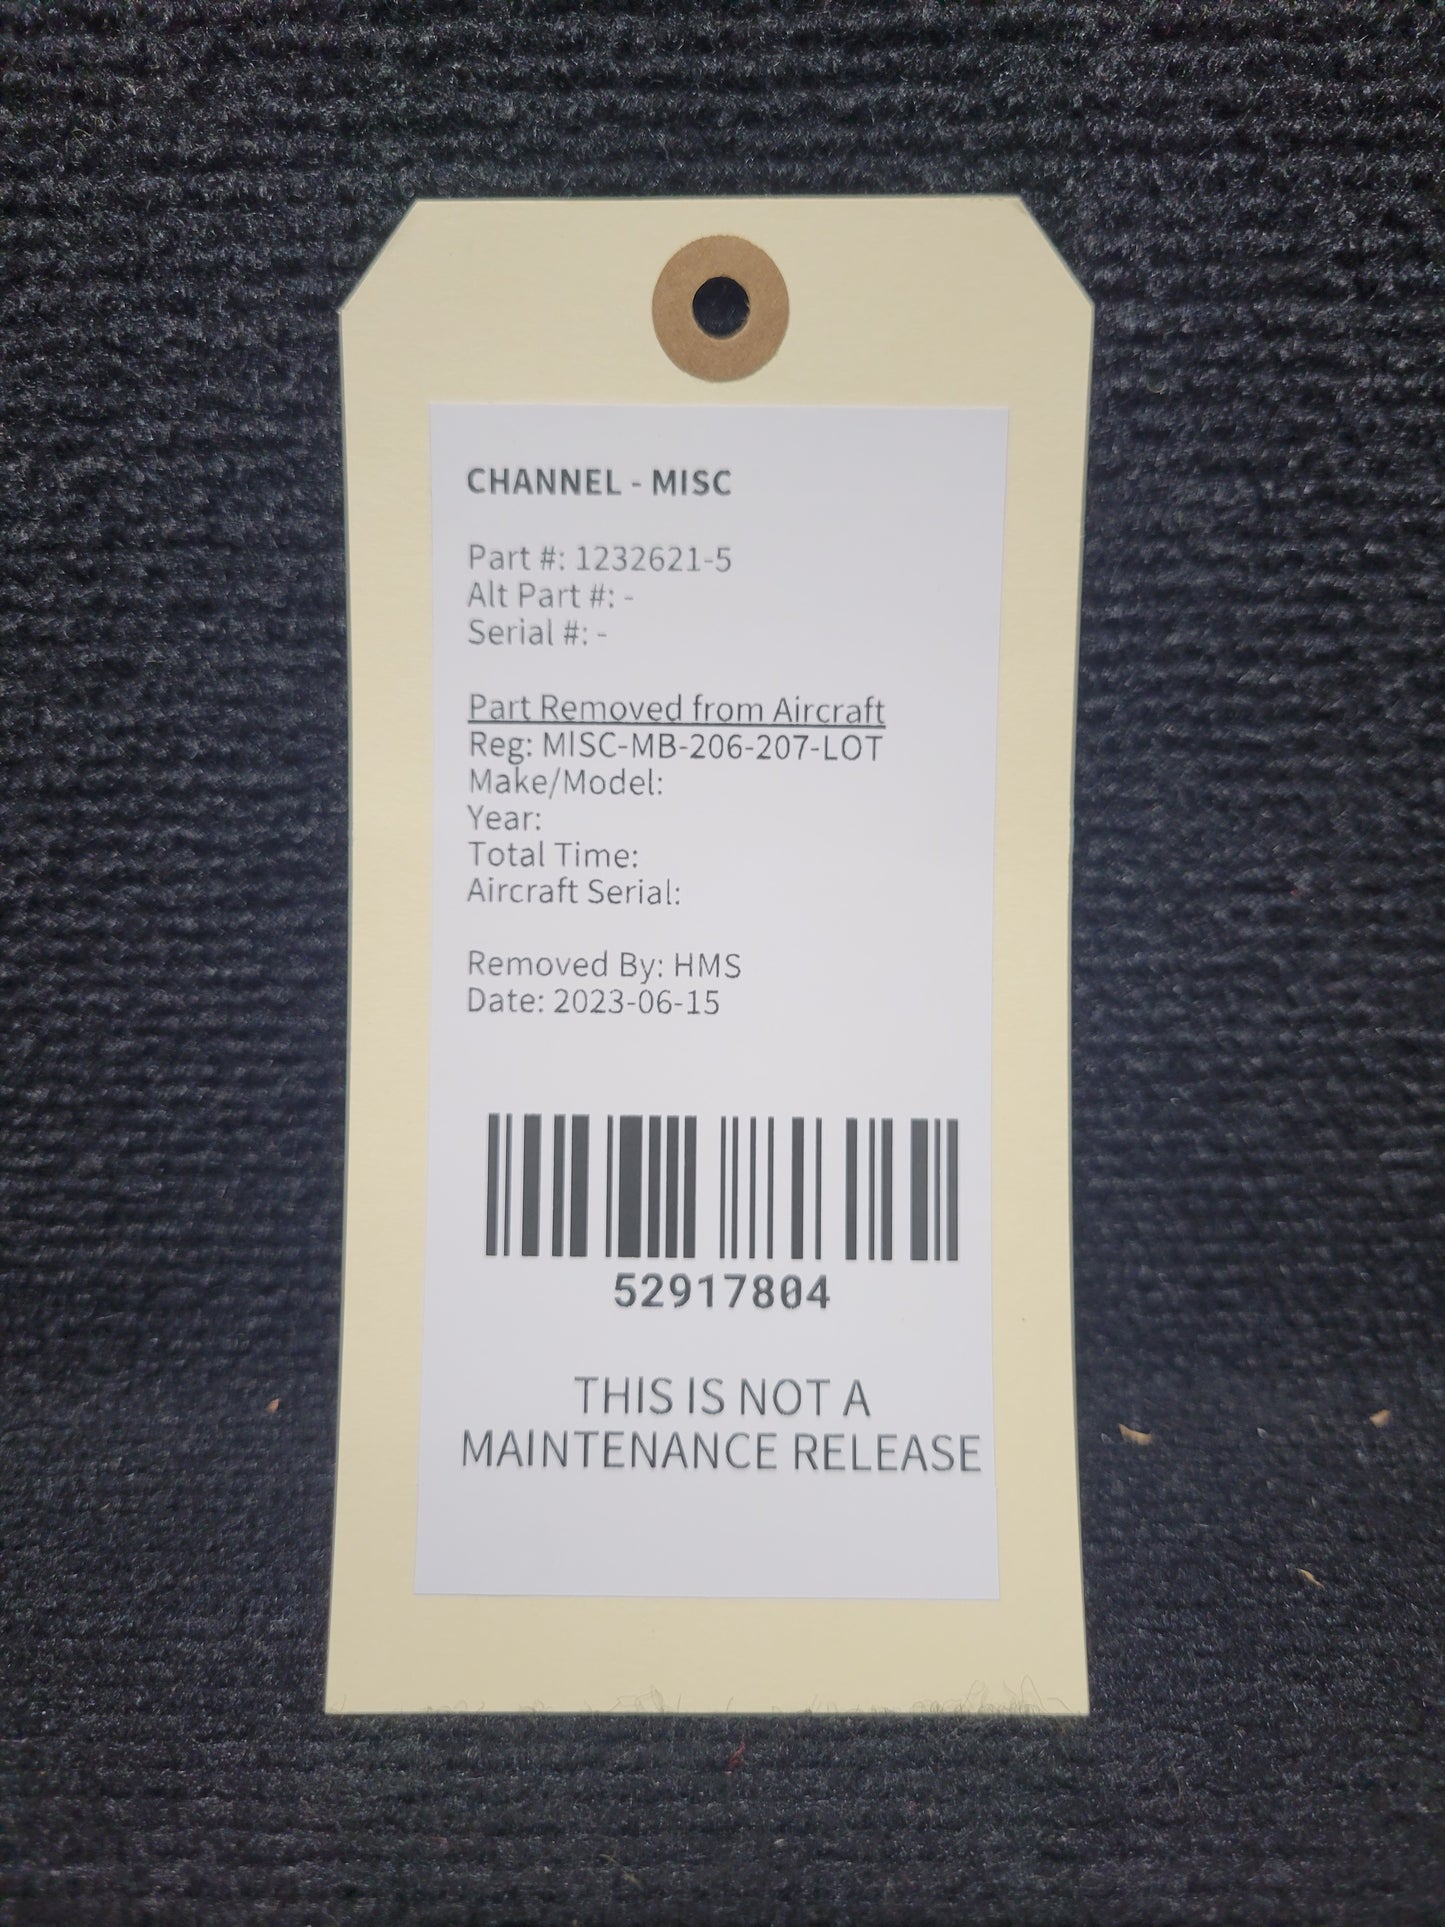 CHANNEL - MISC
Part #: 1232621-5
Alt Part #: -
Serial #: -
Part Removed from Aircraft
Reg: MISC-MB-206-207-LOT
Make/Model:
Year:
Total Time:
Aircraft Serial:
Removed By: HMS
Date: 2023-06-15
52917804
THIS IS NOT A
MAINTENANCE RELEASE